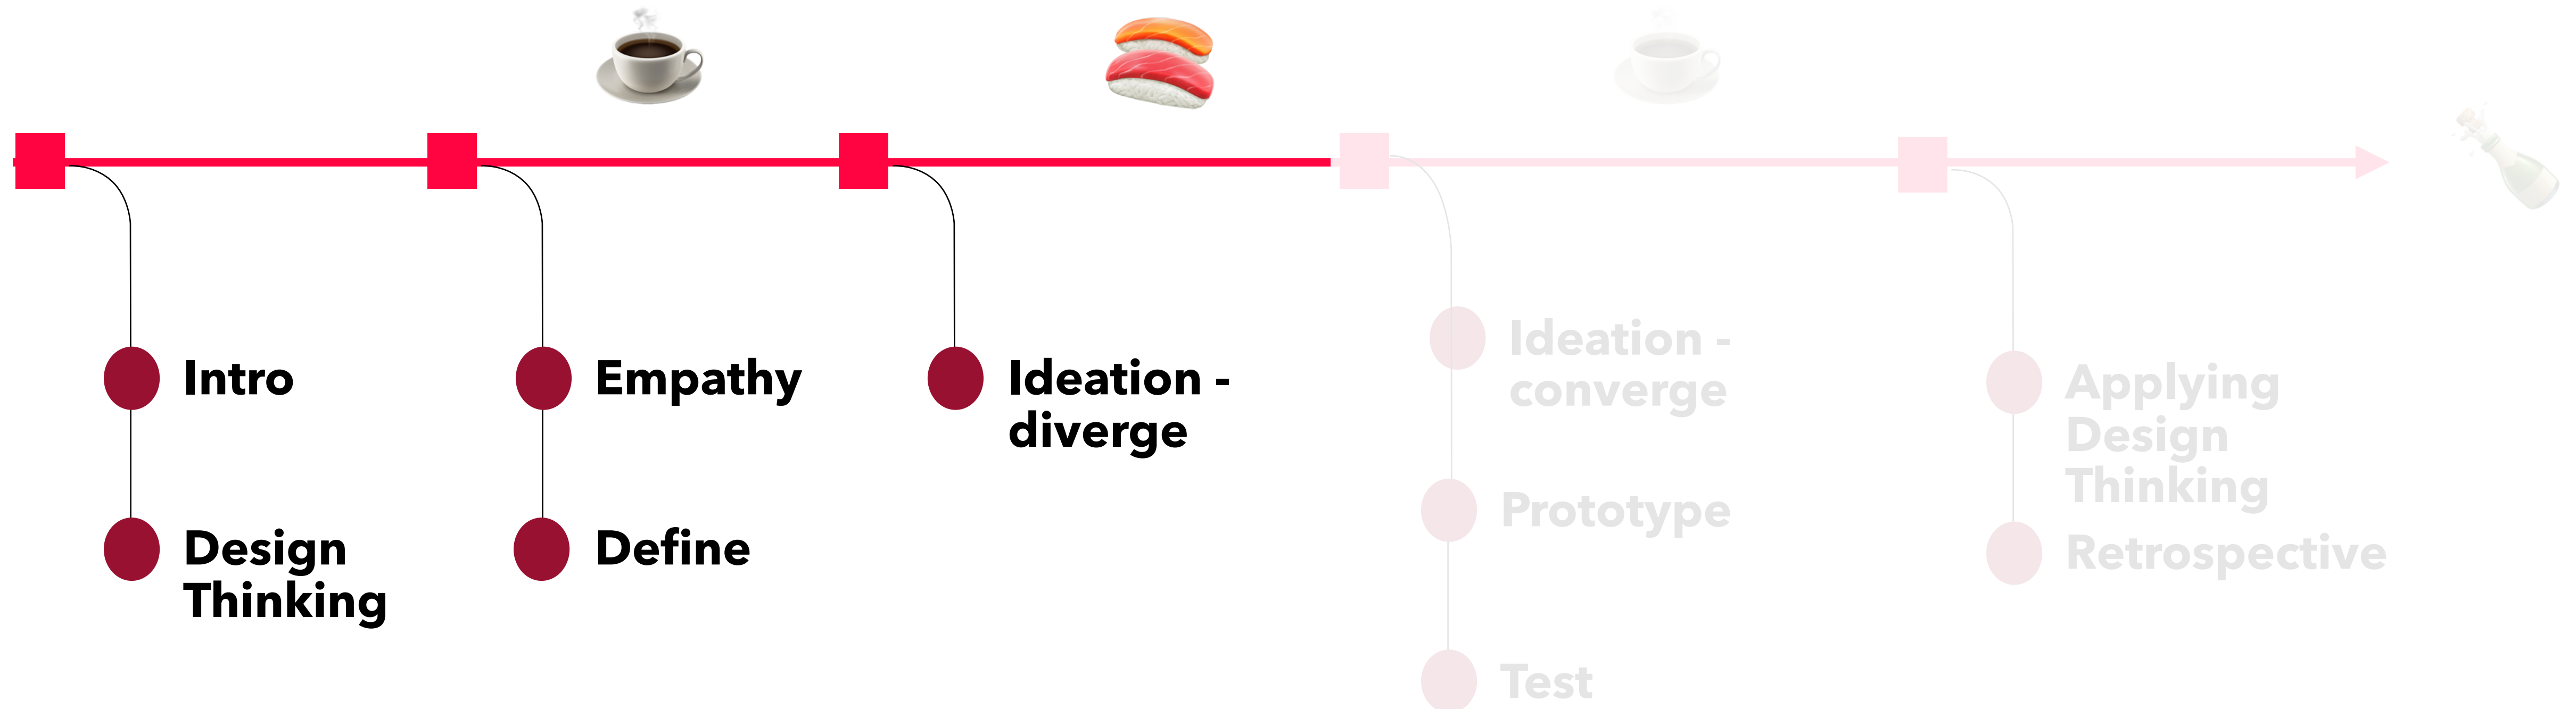 Intro
Design
Thinking
Empathy
Define
Ideation -
diverge
Ideation -
converge
Prototype
Test
Applying
Design
Thinking
Retrospective